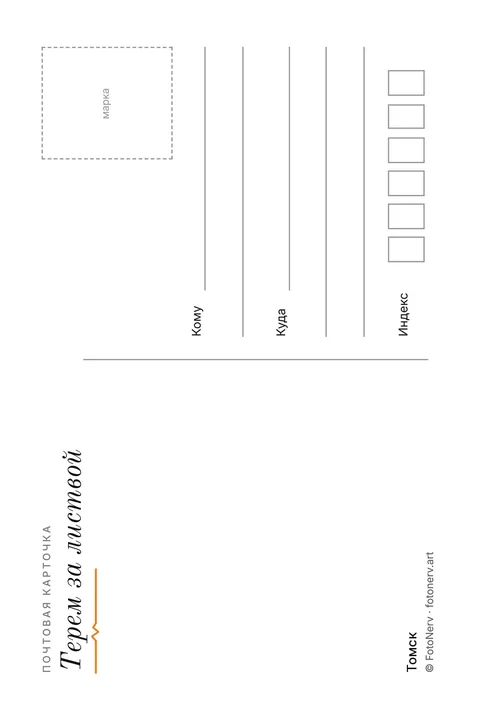 ПОЧТОВАЯ КАРТОЧКА
Терем за листвой
Томск
© FotoNerv · fotonerv.art
марка
Кому
Куда
Индекс